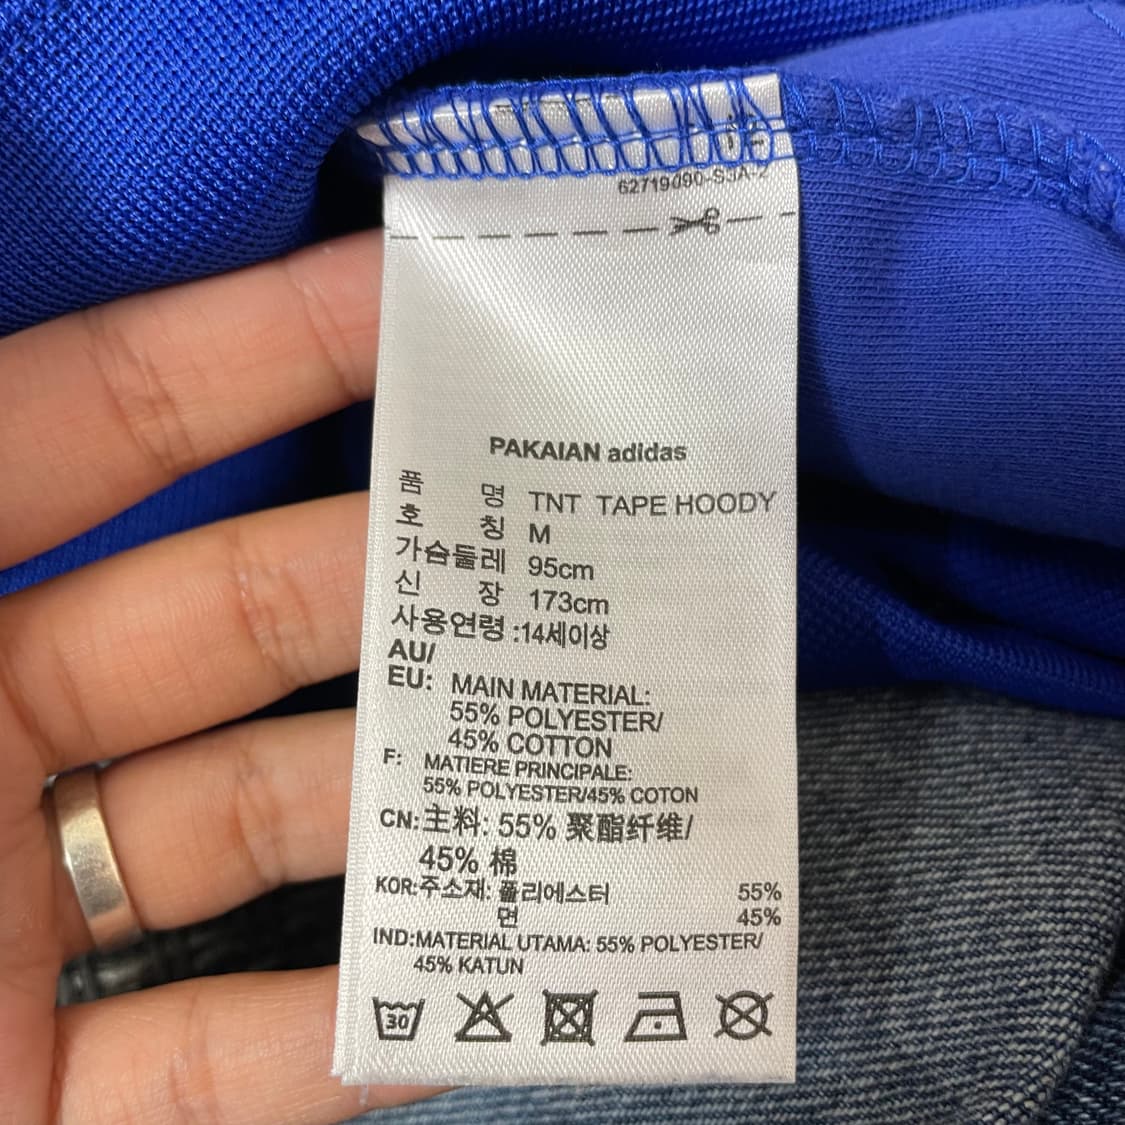 PAKAIAN adidas
품 명 TNT TAPE HOODY
호 칭 M
가슴둘레 95cm
신 장 173cm
사용연령 :14세이상
AU/
EU: MAIN MATERIAL:
55% POLYESTER/
45% COTTON
F: MATIERE PRINCIPALE:
55% POLYESTER/45% COTON
CN:主料: 55% 聚酯纤维/
45% 棉
KOR:주소재: 폴리에스터 55%
면 45%
IND:MATERIAL UTAMA: 55% POLYESTER/
45% KATUN
30